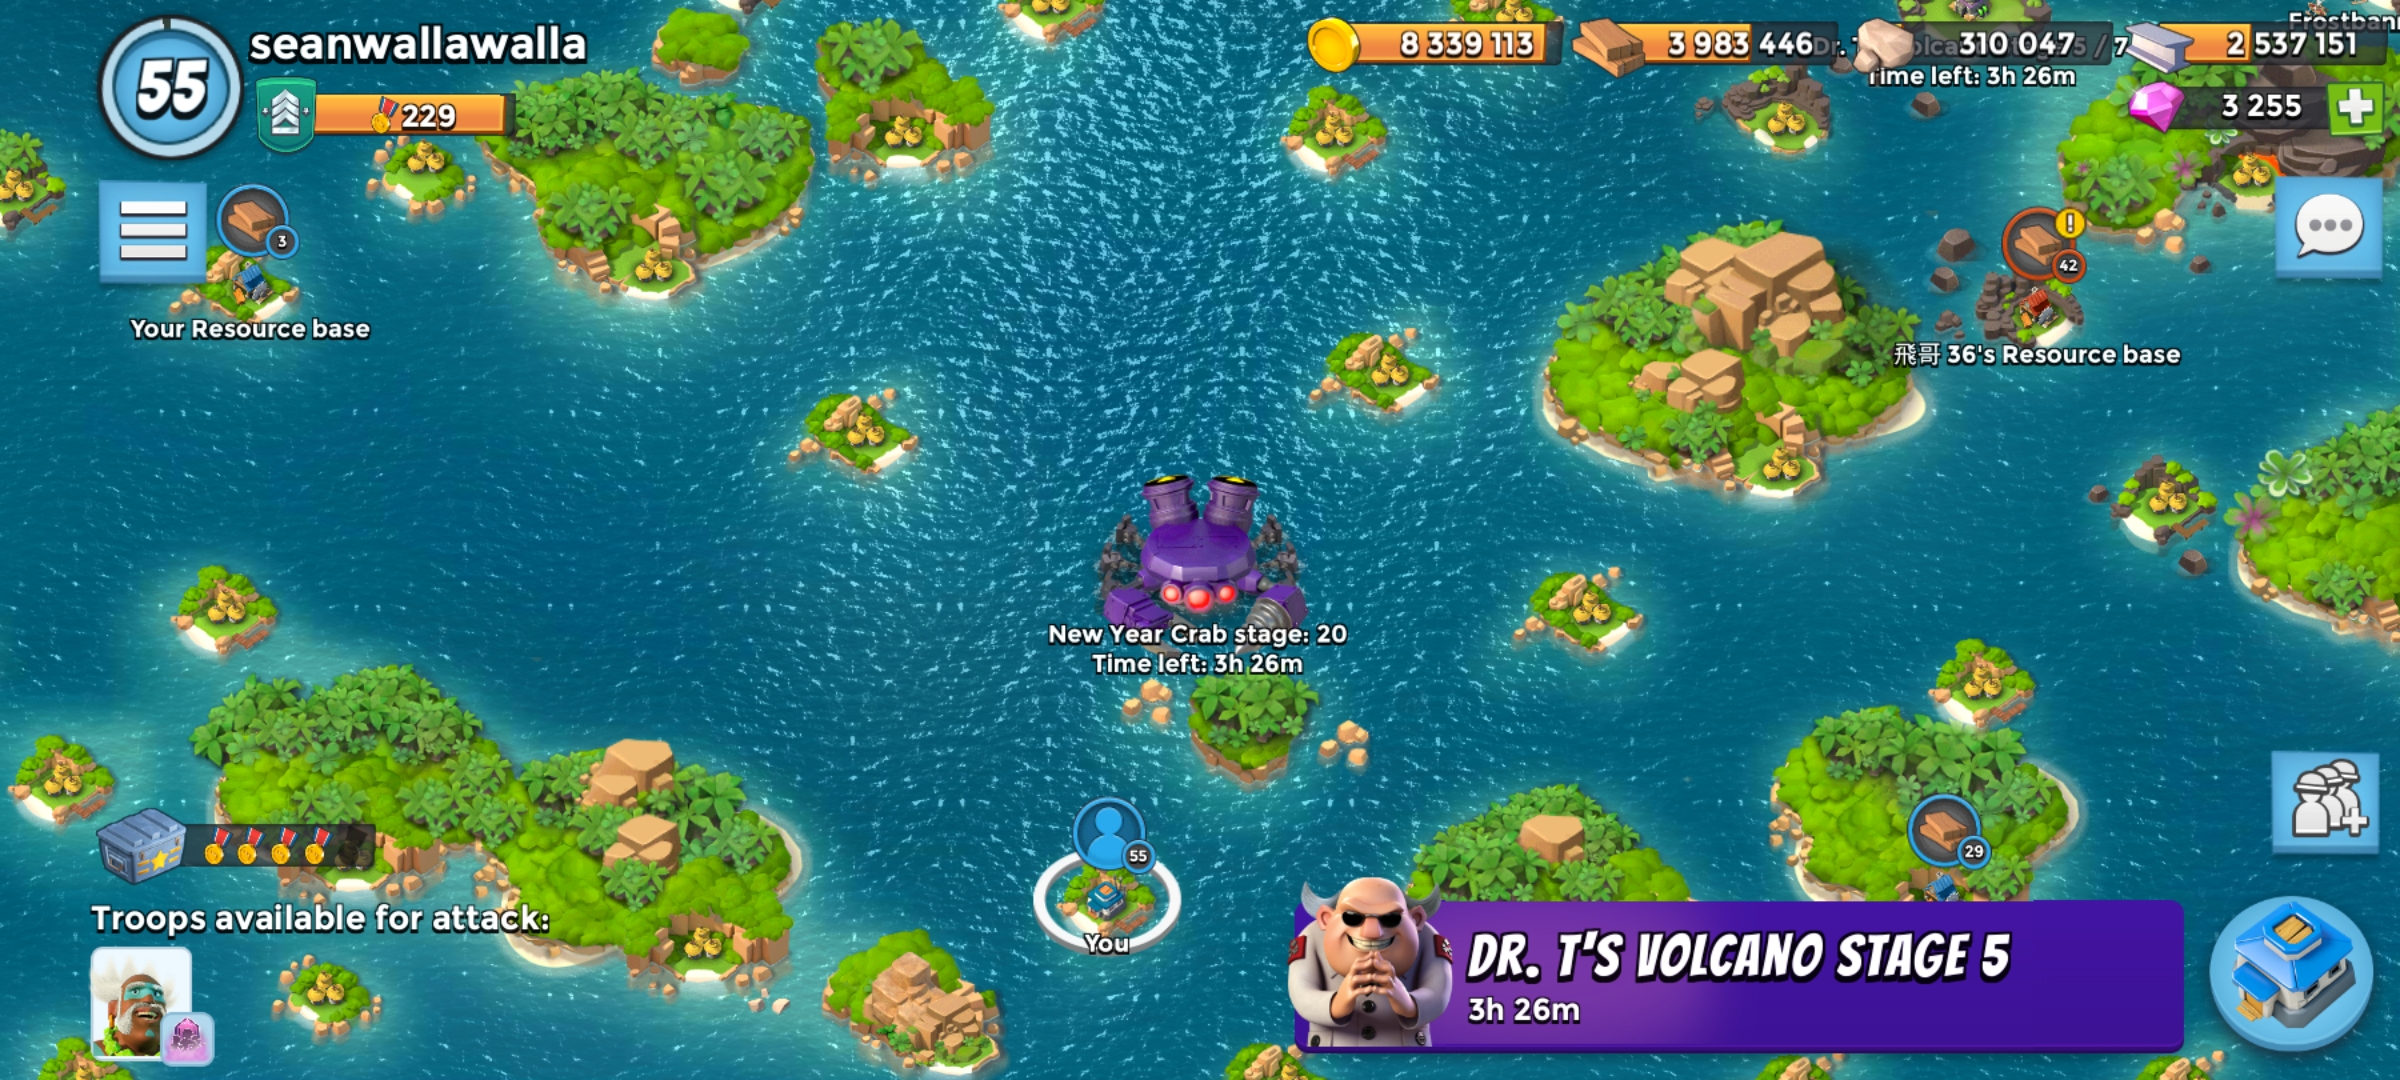 55
seanwallawalla
229
8 339 113
3 983 446
310 047
2 537 151
Time left: 3h 26m
3 255
3
Your Resource base
42
飛哥 36's Resource base
New Year Crab stage: 20
Time left: 3h 26m
55
You
29
Troops available for attack:
DR. T'S VOLCANO STAGE 5
3h 26m